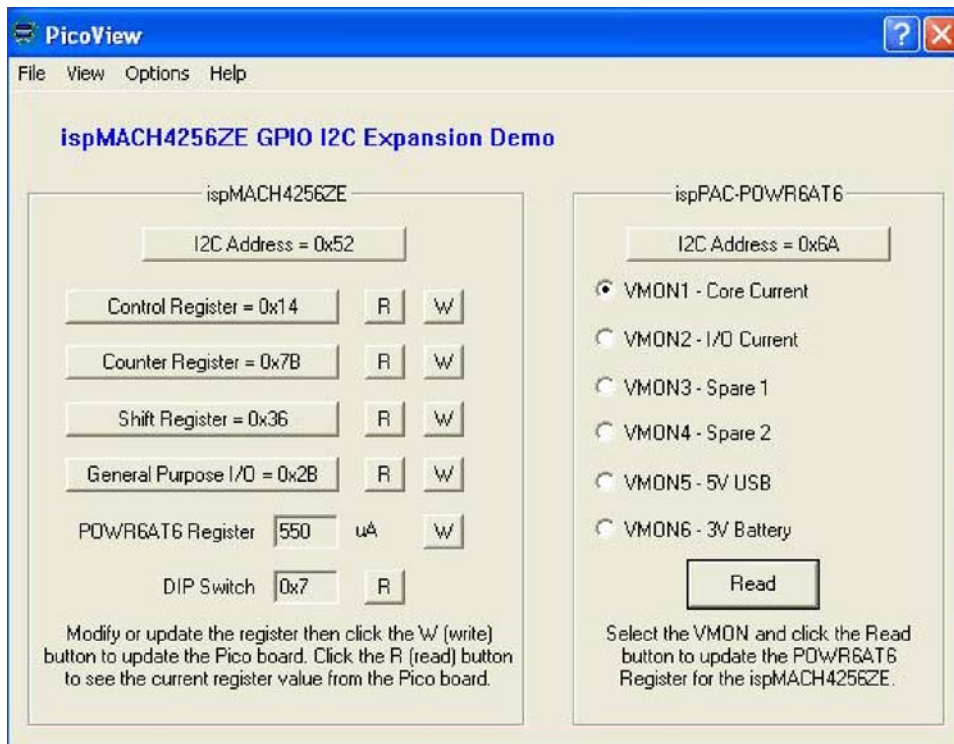 PicoView
File View Options Help
ispMACH4256ZE GPIO I2C Expansion Demo
ispMACH4256ZE
I2C Address = 0x52
Control Register = 0x14 R W
Counter Register = 0x7B R W
Shift Register = 0x36 R W
General Purpose I/O = 0x2B R W
POWR6AT6 Register 550 uA W
DIP Switch 0x7 R
Modify or update the register then click the W (write)
button to update the Pico board. Click the R (read) button
to see the current register value from the Pico board.
ispPAC-POWR6AT6
I2C Address = 0x6A
VMON1 - Core Current
VMON2 - I/O Current
VMON3 - Spare 1
VMON4 - Spare 2
VMON5 - 5V USB
VMON6 - 3V Battery
Read
Select the VMON and click the Read
button to update the POWR6AT6
Register for the ispMACH4256ZE.